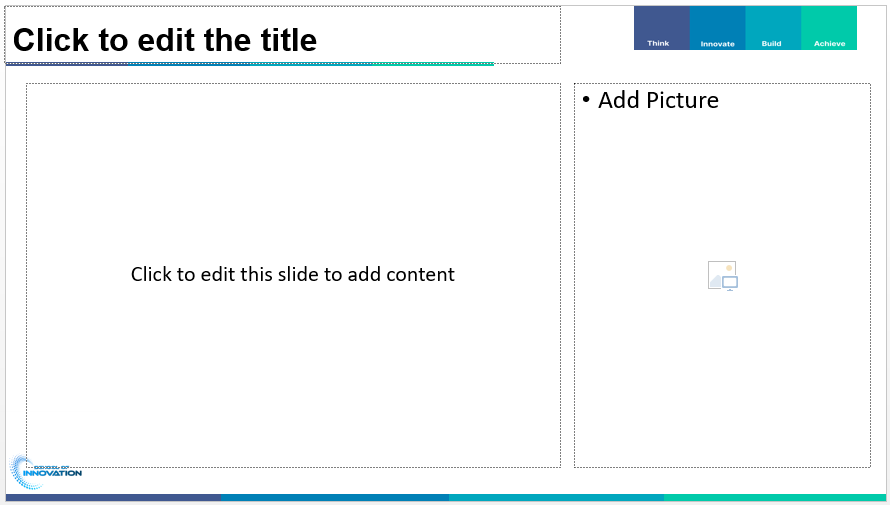 Click to edit the title
Think
Innovate
Build
Achieve
• Add Picture
Click to edit this slide to add content
INNOVATION